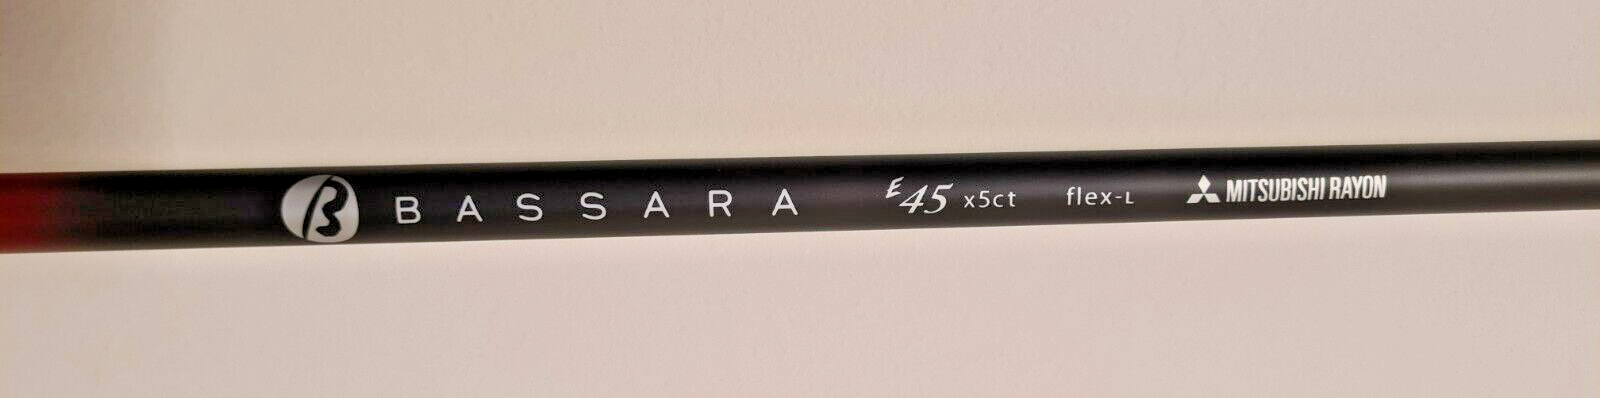 B BASSARA E45 x5ct flex-L MITSUBISHI RAYON